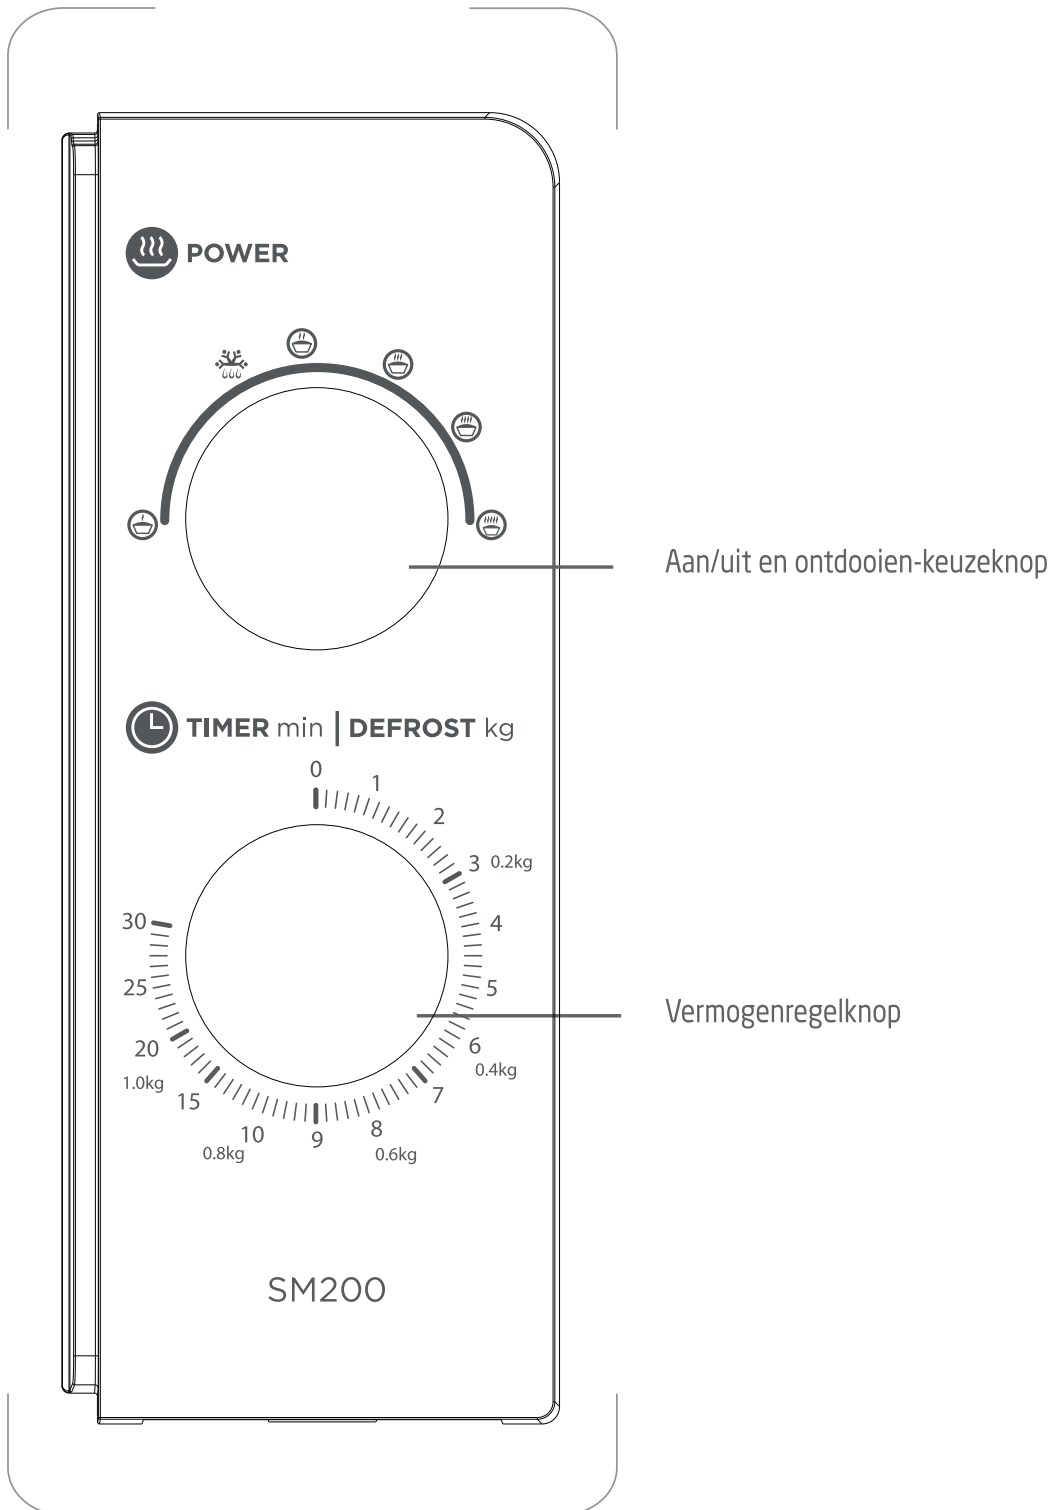 POWER
Aan/uit en ontdooien-keuzeknop
TIMER min | DEFROST kg
0
1
2
3 0.2kg
4
5
6
0.4kg
7
8
0.6kg
9
10
0.8kg
15
20
1.0kg
25
30
Vermogenregelknop
SM200